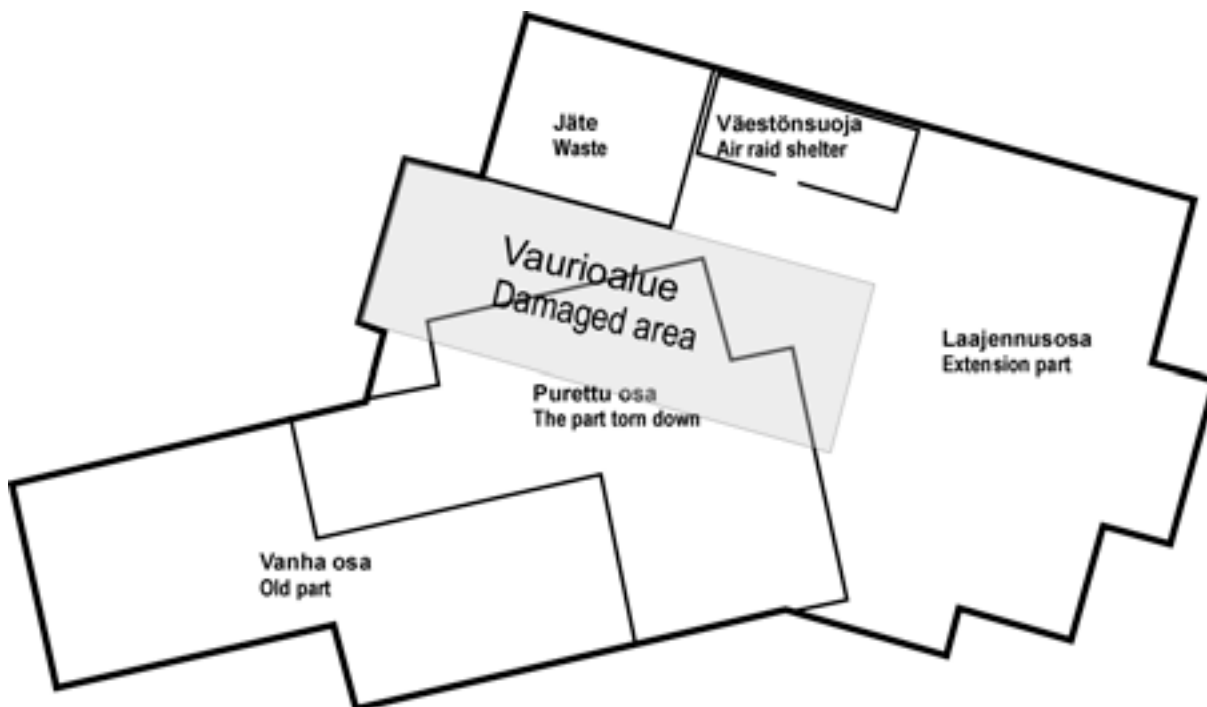 Jäte
Waste
Väestönsuoja
Air raid shelter
Vaurioalue
Damaged area
Laajennusosa
Extension part
Purettu osa
The part torn down
Vanha osa
Old part